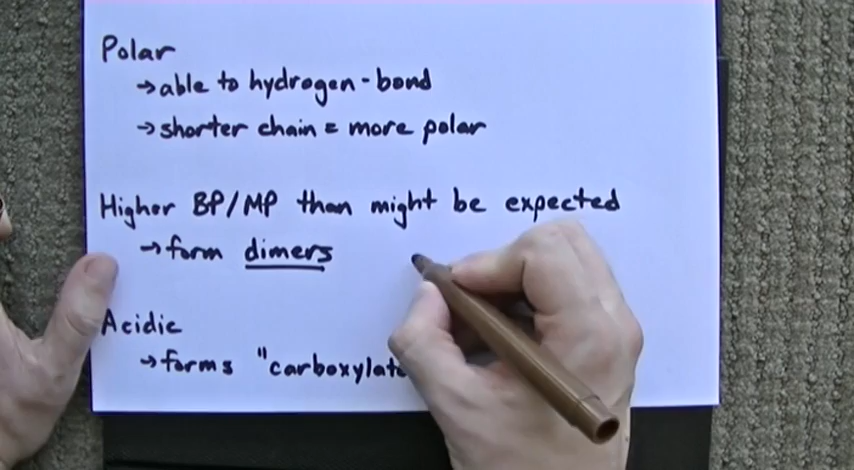 Polar
→able to hydrogen-bond
→shorter chain = more polar
Higher BP/MP than might be expected
→form dimers
Acidic
→forms "carboxylat